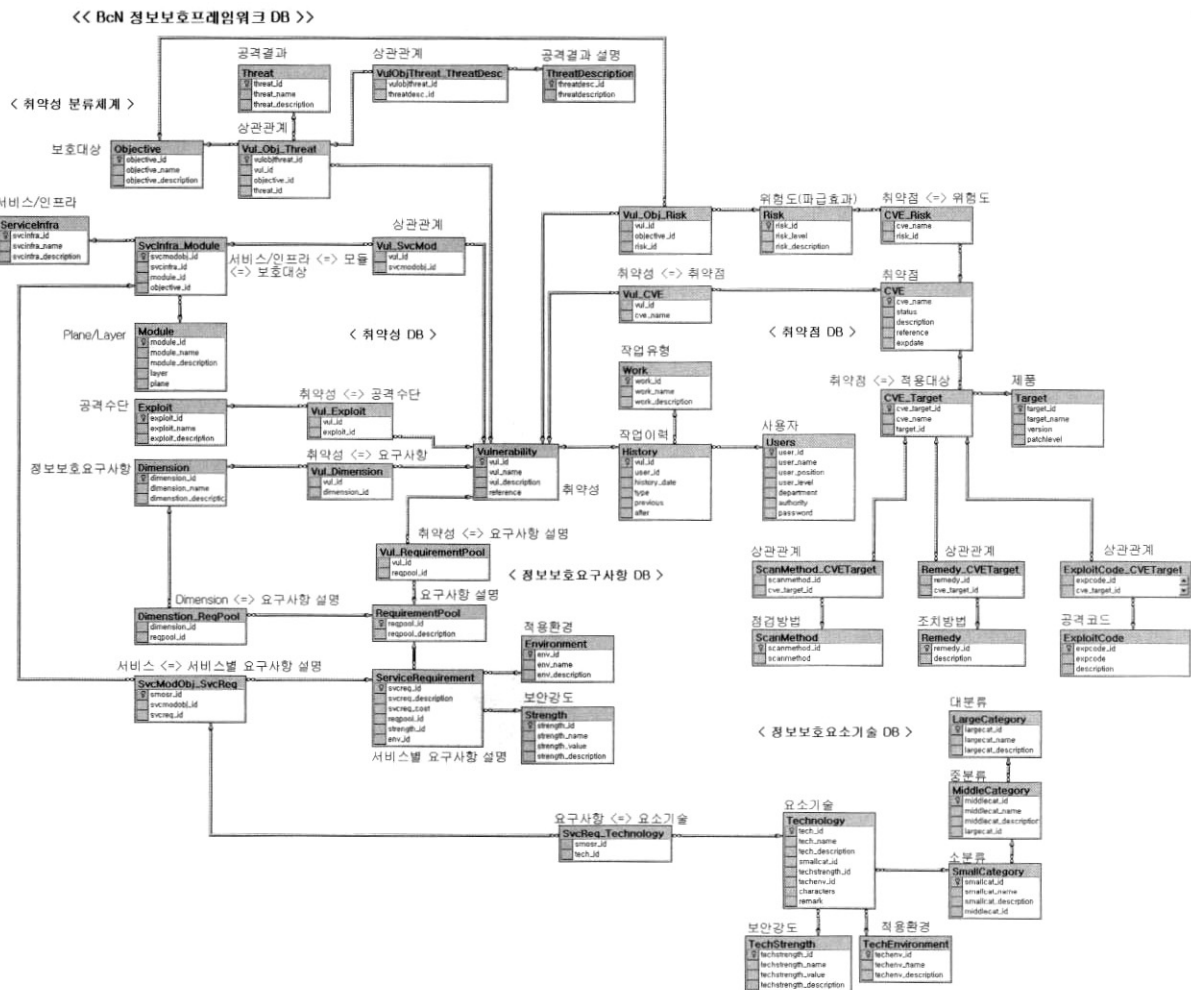 << BcN 정보보호프레임워크 DB >>
< 취약성 분류체계 >
공격결과
Threat
threat_id
threat_name
threat_description
상관관계
VulObjThreat_ThreatDesc
vulobjthreat_id
threatdesc_id
공격결과 설명
ThreatDescription
threatdesc_id
threatdescription
보호대상
Objective
objective_id
objective_name
objective_description
상관관계
Vul_Obj_Threat
vulobjthreat_id
vul_id
objective_id
threat_id
서비스/인프라
ServiceInfra
svcinfra_id
svcinfra_name
svcinfra_description
SvcInfra_Module
svcmodobj_id
svcinfra_id
module_id
objective_id
서비스/인프라 <=> 모듈
<=> 보호대상
상관관계
Vul_SvcMod
vul_id
svcmodobj_id
Vul_Obj_Risk
vul_id
objective_id
risk_id
위험도(파급효과)
Risk
risk_id
risk_level
risk_description
취약점 <=> 위험도
CVE_Risk
cve_name
risk_id
취약성 <=> 취약점
Vul_CVE
vul_id
cve_name
취약점
CVE
cve_name
status
description
reference
expdate
Plane/Layer
Module
module_id
module_name
module_description
layer
plane
< 취약성 DB >
< 취약점 DB >
작업유형
Work
work_id
work_name
work_description
취약점 <=> 적용대상
CVE_Target
cve_target_id
cve_name
target_id
제품
Target
target_id
target_name
version
patchlevel
공격수단
Exploit
exploit_id
exploit_name
exploit_description
취약성 <=> 공격수단
Vul_Exploit
vul_id
exploit_id
정보보호요구사항
Dimension
dimension_id
dimension_name
dimenstion_descriptic
취약성 <=> 요구사항
Vul_Dimension
vul_id
dimension_id
Vulnerability
vul_id
vul_name
vul_description
reference
취약성
작업이력
History
vul_id
user_id
history_date
type
previous
after
사용자
Users
user_id
user_name
user_position
user_level
department
authority
password
취약성 <=> 요구사항 설명
Vul_RequirementPool
vul_id
reqpool_id
< 정보보호요구사항 DB >
상관관계
ScanMethod_CVETarget
scanmethod_id
cve_target_id
상관관계
Remedy_CVETarget
remedy_id
cve_target_id
상관관계
ExploitCode_CVETarget
expcode_id
cve_target_id
점검방법
ScanMethod
scanmethod_id
scanmethod
조치방법
Remedy
remedy_id
description
공격코드
ExploitCode
expcode_id
expcode
description
Dimension <=> 요구사항 설명
Dimenstion_ReqPool
dimension_id
reqpool_id
요구사항 설명
RequirementPool
reqpool_id
reqpool_description
적용환경
Environment
env_id
env_name
env_description
서비스 <=> 서비스별 요구사항 설명
SvcModObj_SvcReq
smosr_id
svcmodobj_id
svcreq_id
ServiceRequirement
svcreq_id
svcreq_description
svcreq_cost
reqpool_id
strength_id
env_id
서비스별 요구사항 설명
보안강도
Strength
strength_id
strength_name
strength_value
strength_description
< 정보보호요소기술 DB >
대분류
LargeCategory
largecat_id
largecat_name
largecat_description
중분류
MiddleCategory
middlecat_id
middlecat_name
middlecat_description
largecat_id
소분류
SmallCategory
smallcat_id
smallcat_name
smallcat_description
middlecat_id
요구사항 <=> 요소기술
SvcReq_Technology
smosr_id
tech_id
요소기술
Technology
tech_id
tech_name
tech_description
smallcat_id
techstrength_id
techenv_id
characters
remark
보안강도
TechStrength
techstrength_id
techstrength_name
techstrength_value
techstrength_description
적용환경
TechEnvironment
techenv_id
techenv_name
techenv_description